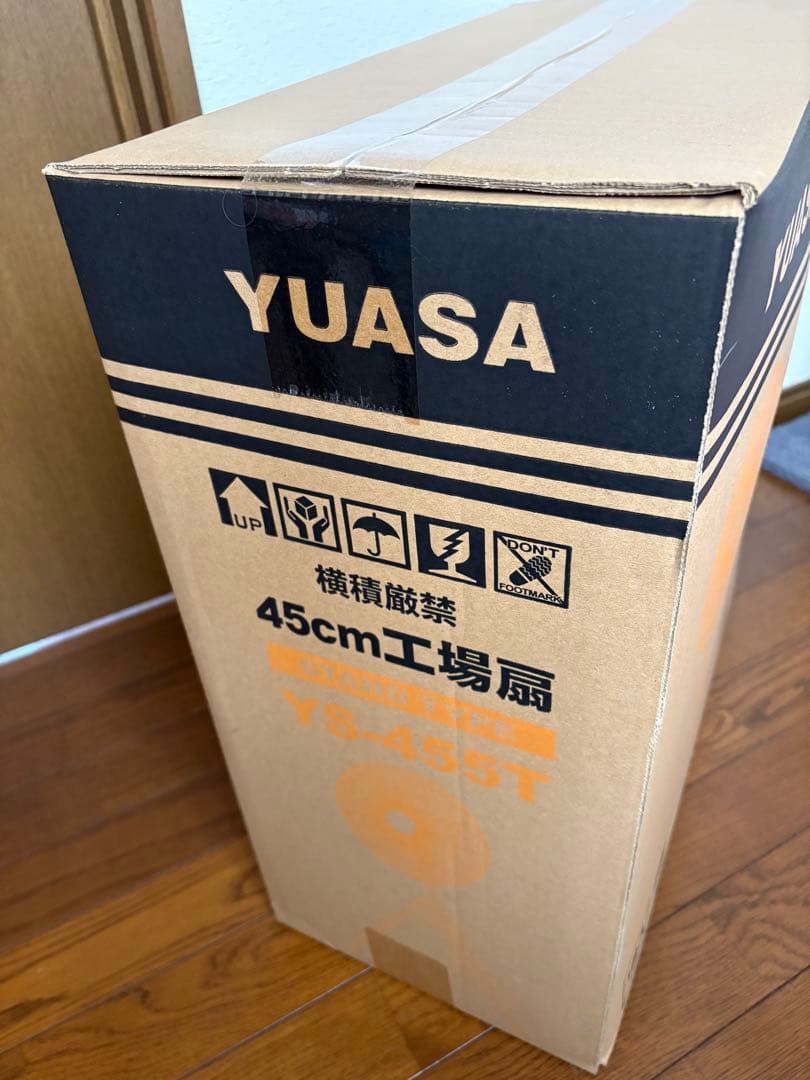 YUASA
UP
DON'T
FOOTMARK
横積厳禁
45cm工場扇
STAND TYPE
YS-455T